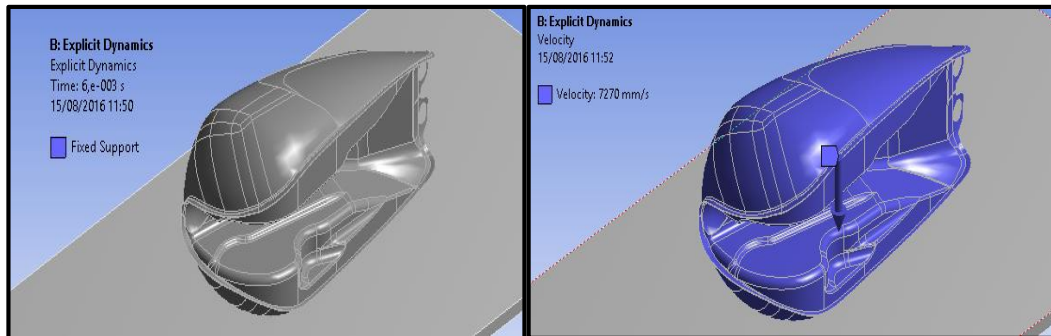 B: Explicit Dynamics
Explicit Dynamics
Time: 6,e-003 s
15/08/2016 11:50
Fixed Support
B: Explicit Dynamics
Velocity
15/08/2016 11:52
Velocity: 7270 mm/s